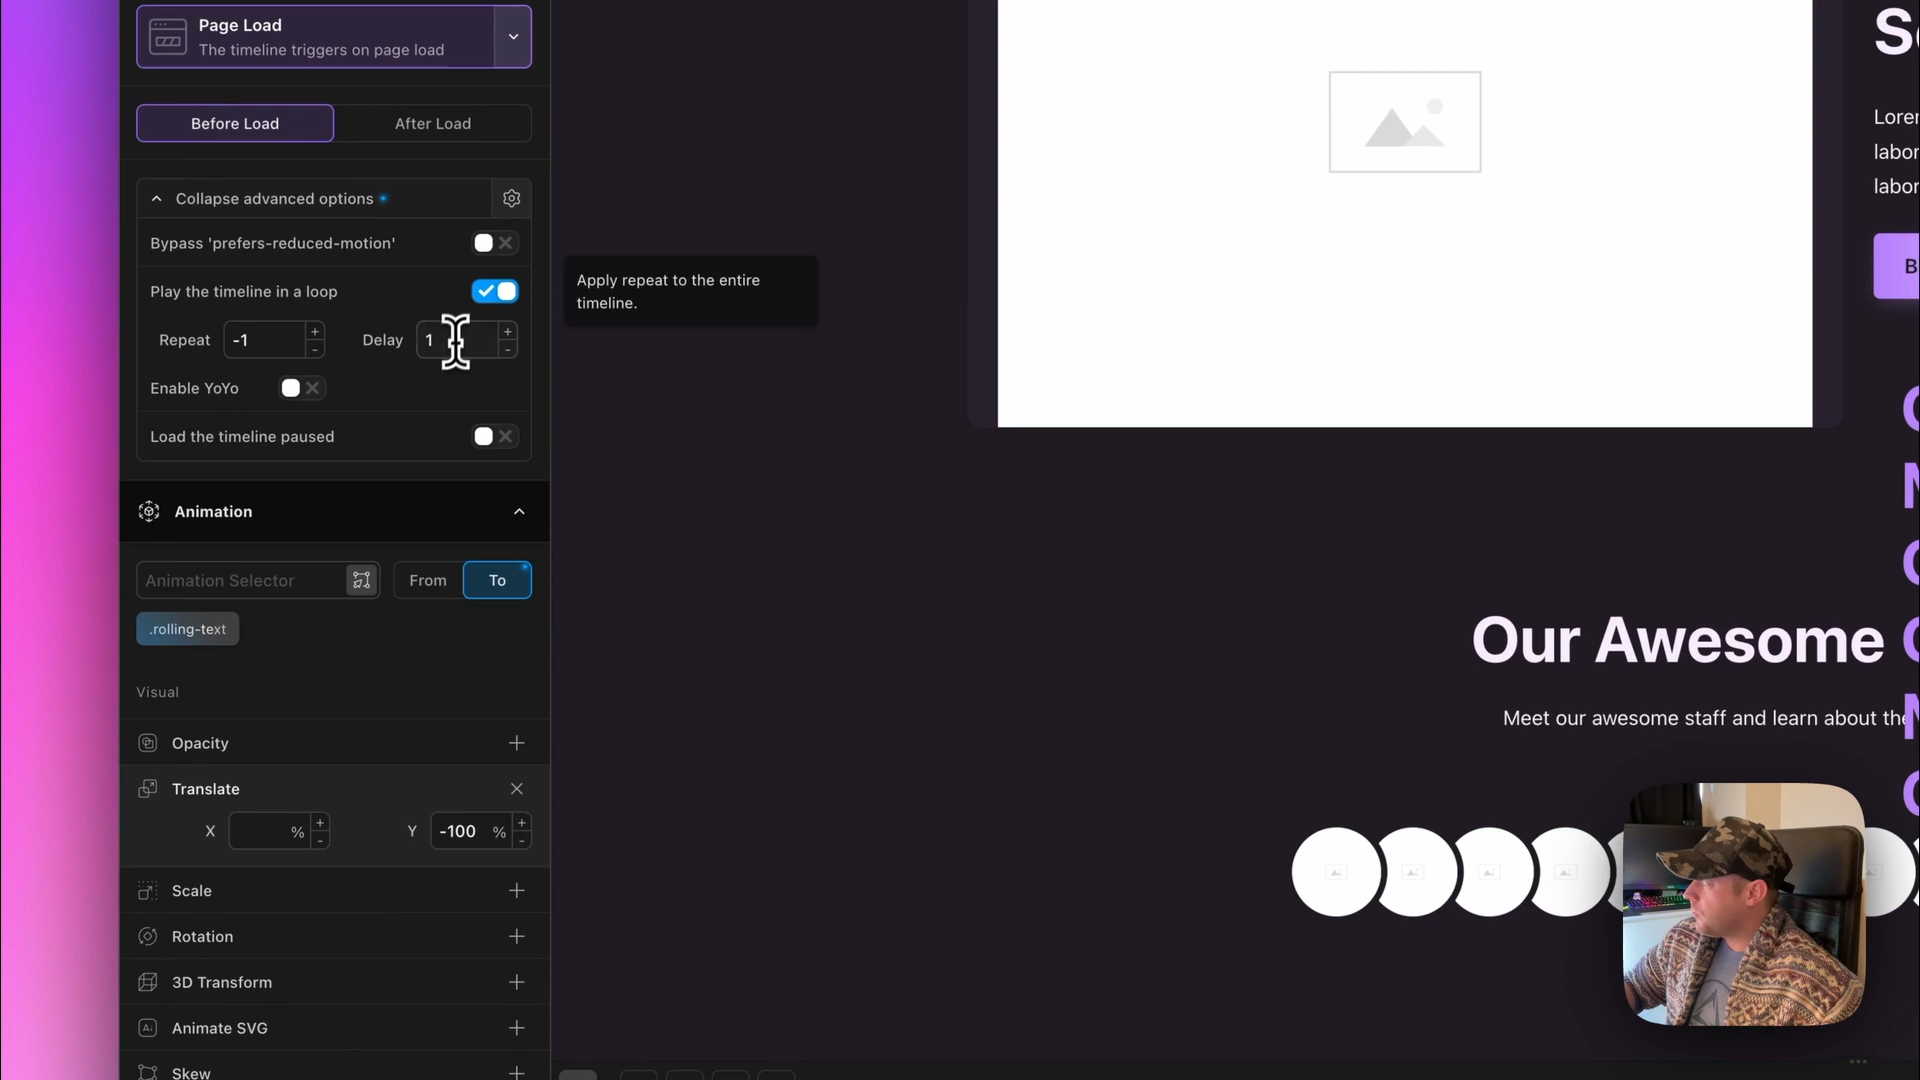 Page Load
The timeline triggers on page load
Before Load
After Load
Collapse advanced options
Bypass 'prefers-reduced-motion'
Play the timeline in a loop
Repeat -1 + - Delay 1 + -
Enable YoYo
Load the timeline paused
Apply repeat to the entire
timeline.
Animation
Animation Selector
From
To
.rolling-text
Visual
Opacity
Translate
X % + - Y -100 % + -
Scale
Rotation
3D Transform
Animate SVG
Skew
Our Awesome
Meet our awesome staff and learn about the